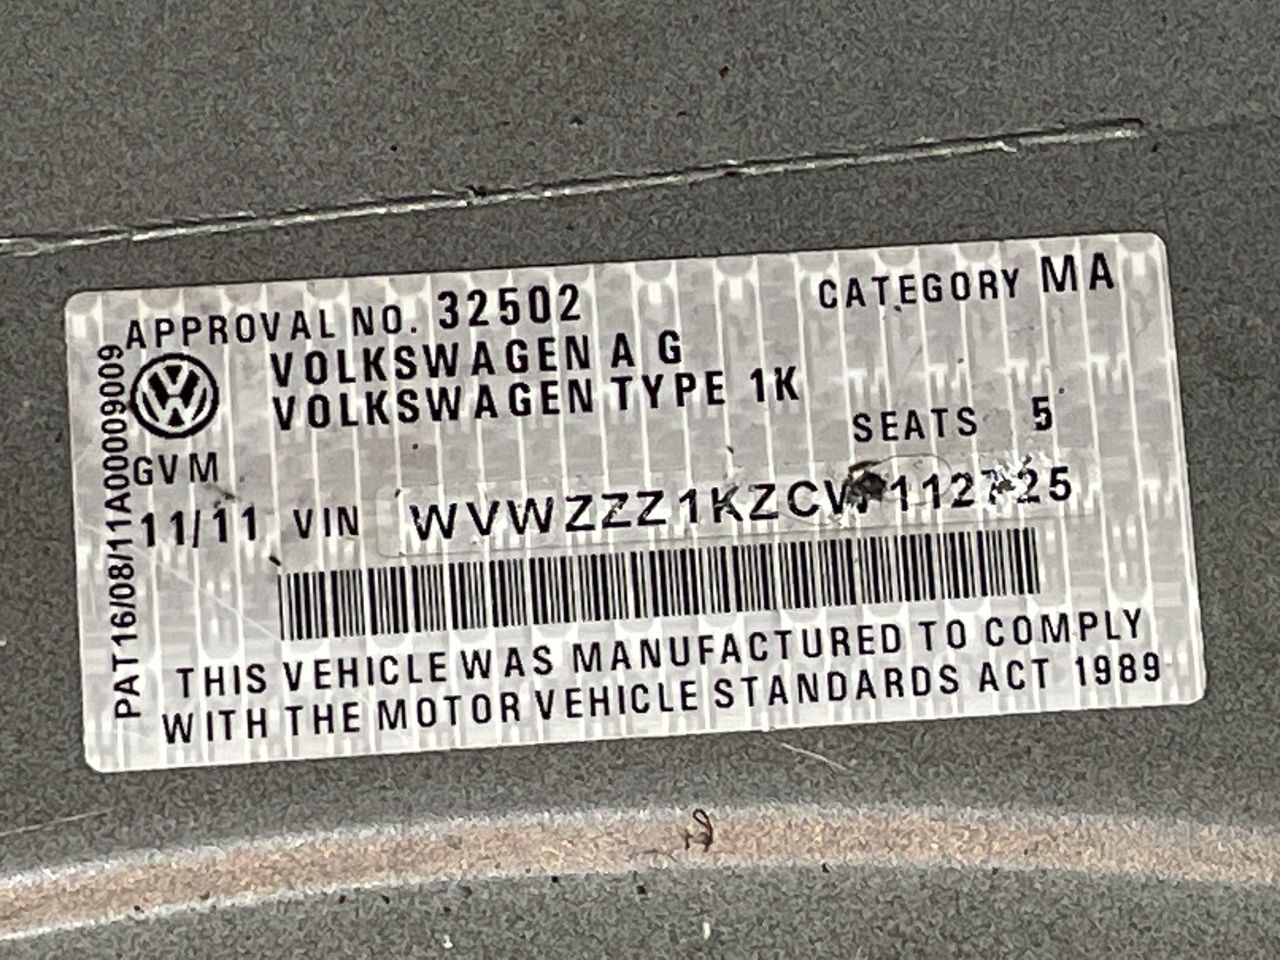 APPROVAL NO. 32502
CATEGORY MA
VOLKSWAGEN A G
VOLKSWAGEN TYPE 1K
SEATS 5
GVM
11/11 VIN
THIS VEHICLE WAS MANUFACTURED TO COMPLY
WITH THE MOTOR VEHICLE STANDARDS ACT 1989
PAT16/08/11A00009009